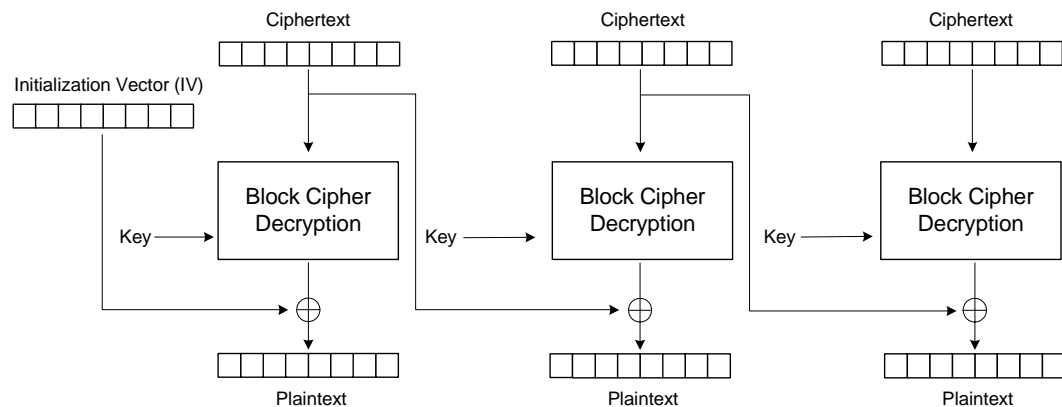 Ciphertext
Ciphertext
Ciphertext
Initialization Vector (IV)
Block Cipher
Decryption
Block Cipher
Decryption
Block Cipher
Decryption
Key
Key
Key
Plaintext
Plaintext
Plaintext